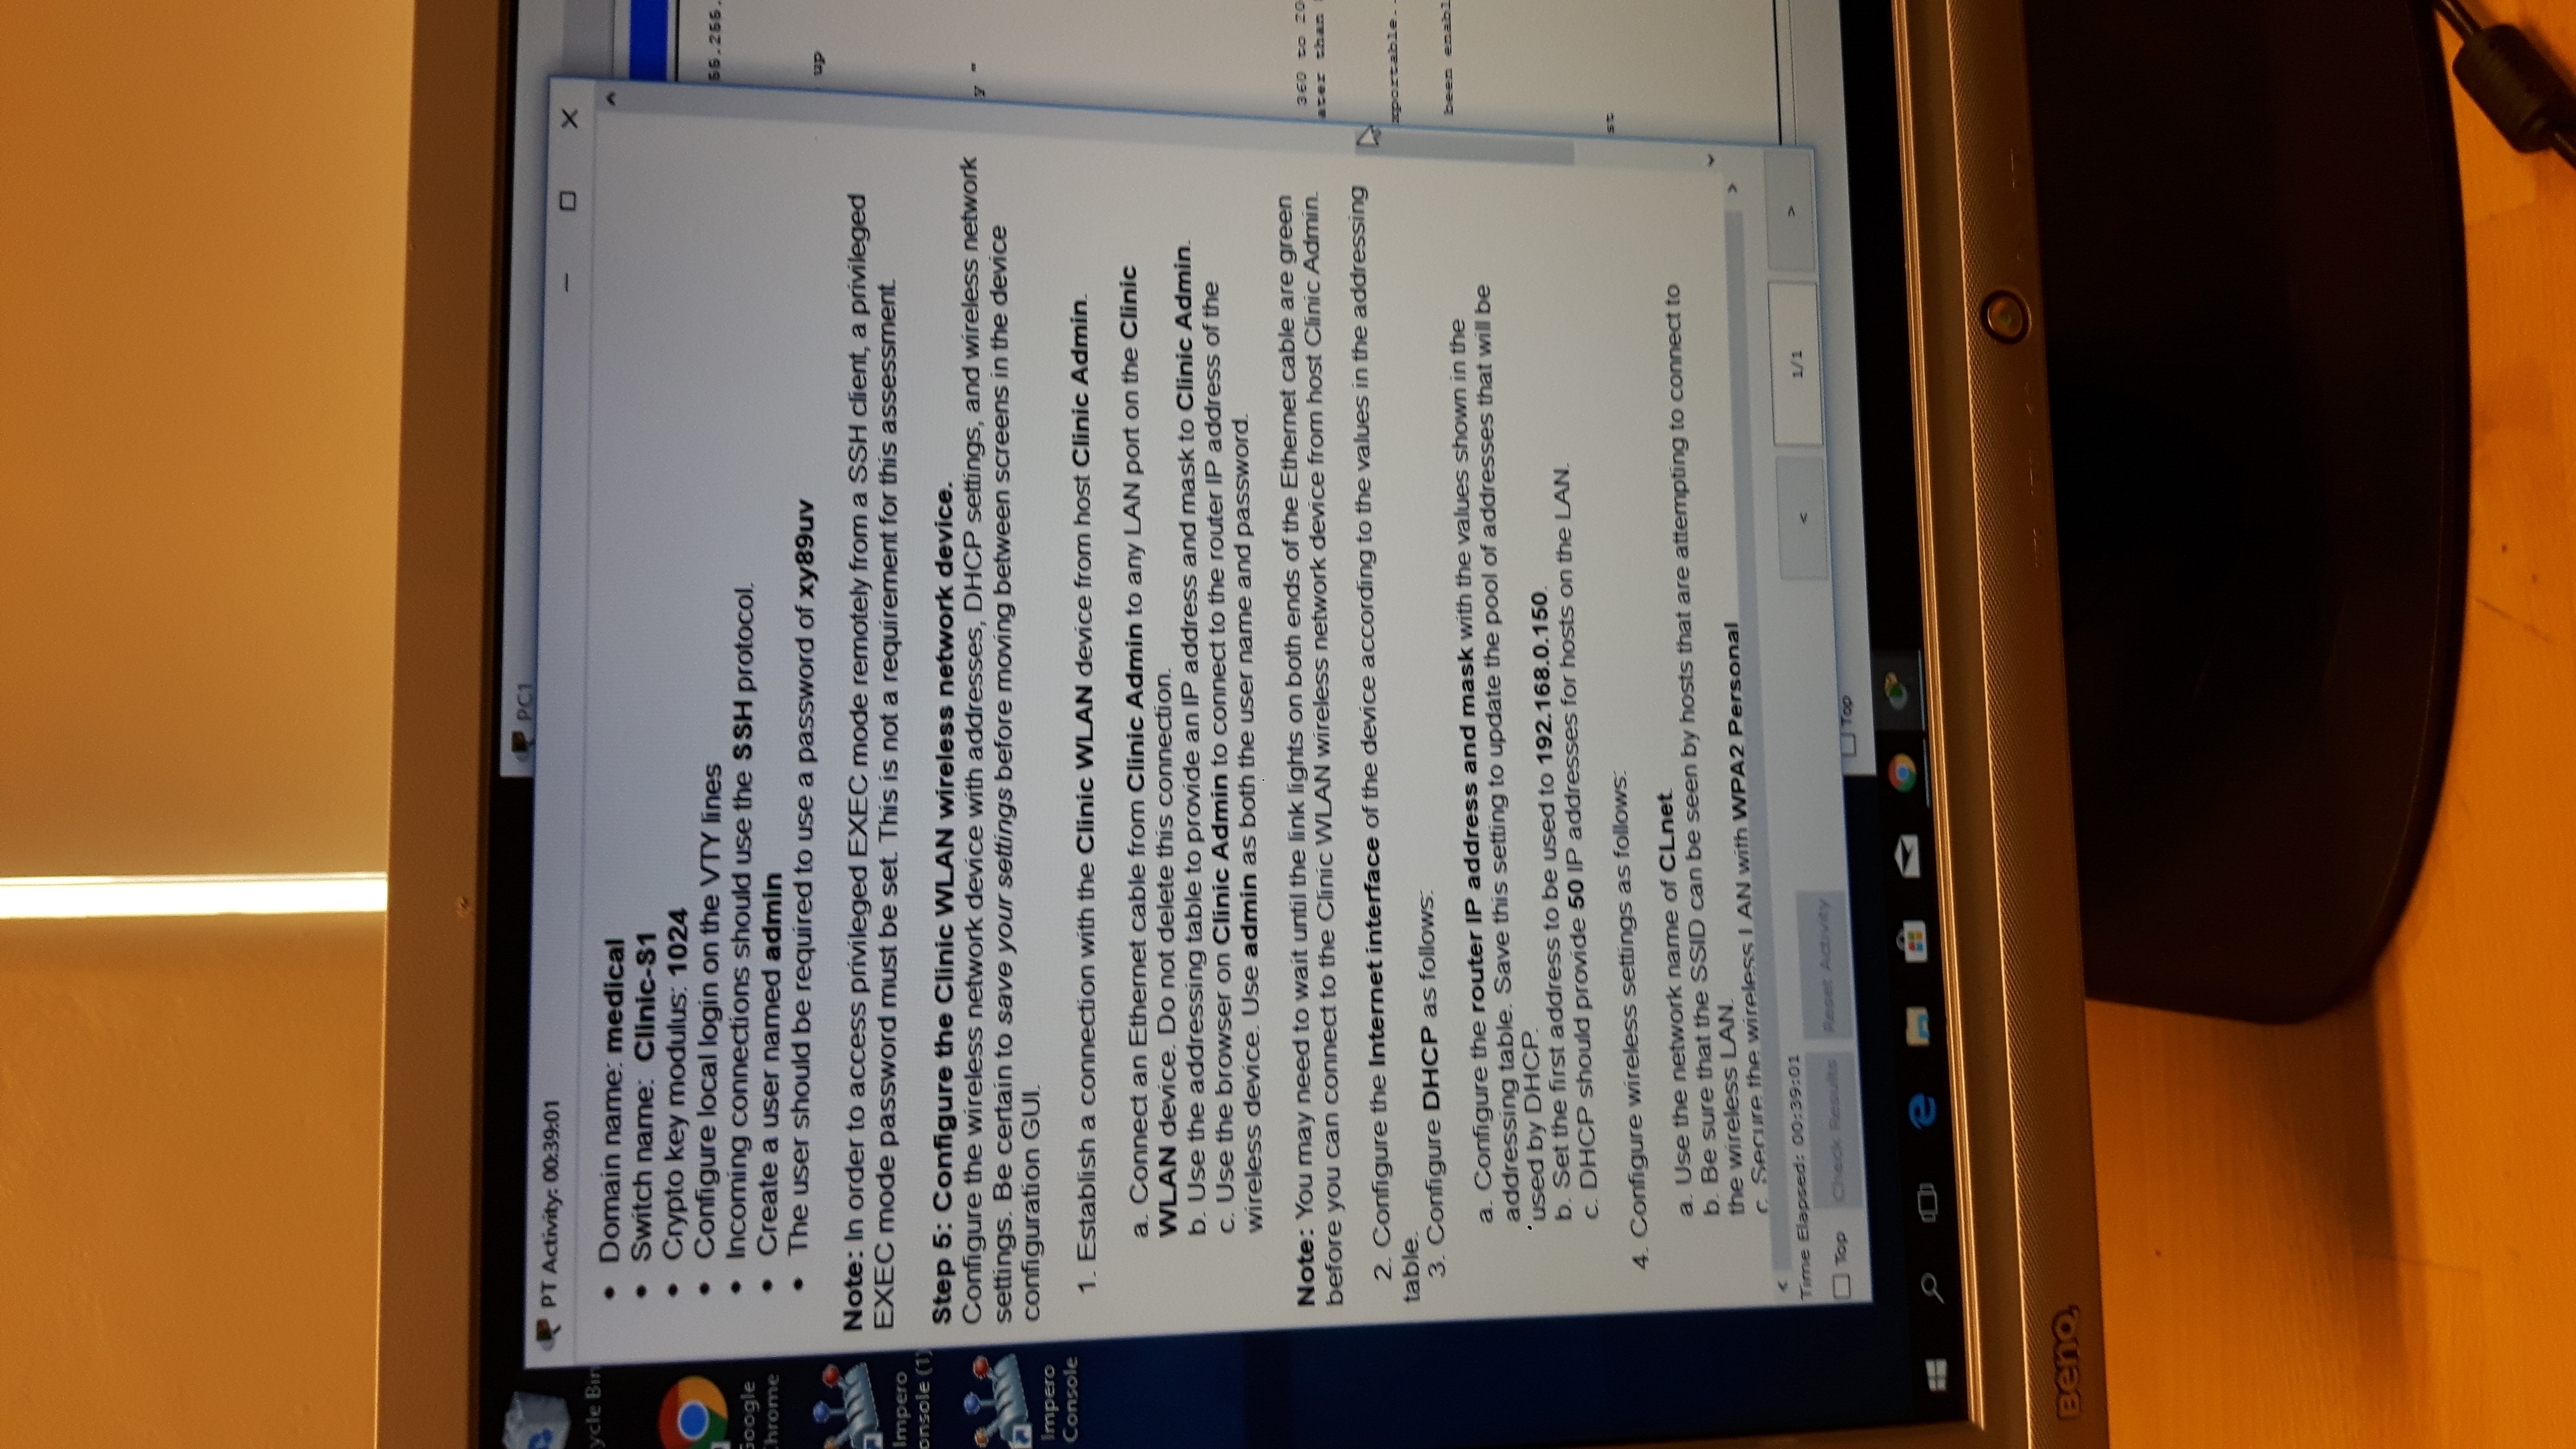 PC1
PT Activity: 00:39:01
Domain name: medical
Switch name: Clinic-S1
Crypto key modulus: 1024
Configure local login on the VTY lines
Incoming connections should use the SSH protocol.
Create a user named admin
The user should be required to use a password of xy89uv
Note: In order to access privileged EXEC mode remotely from a SSH client, a privileged
EXEC mode password must be set. This is not a requirement for this assessment.
Step 5: Configure the Clinic WLAN wireless network device.
Configure the wireless network device with addresses, DHCP settings, and wireless network
settings. Be certain to save your settings before moving between screens in the device
configuration GUI.
1. Establish a connection with the Clinic WLAN device from host Clinic Admin.
a. Connect an Ethernet cable from Clinic Admin to any LAN port on the Clinic
WLAN device. Do not delete this connection.
b. Use the addressing table to provide an IP address and mask to Clinic Admin.
c. Use the browser on Clinic Admin to connect to the router IP address of the
wireless device. Use admin as both the user name and password.
Note: You may need to wait until the link lights on both ends of the Ethernet cable are green
before you can connect to the Clinic WLAN wireless network device from host Clinic Admin.
2. Configure the Internet interface of the device according to the values in the addressing
table.
3. Configure DHCP as follows:
a. Configure the router IP address and mask with the values shown in the
addressing table. Save this setting to update the pool of addresses that will be
used by DHCP.
b. Set the first address to be used to 192.168.0.150.
c. DHCP should provide 50 IP addresses for hosts on the LAN.
4. Configure wireless settings as follows:
a. Use the network name of CLnet
b. Be sure that the SSID can be seen by hosts that are attempting to connect to
the wireless LAN.
c. Secure the wireless LAN with WPA2 Personal
Time Elapsed: 00:39:01
< 1/1 >
Top Check Results Reset Activity
Top
ycle Bin
Google
Chrome
Impero
onsole (1)
Impero
Console
up
y "
360 to 20
ater than
xportable..
been enabl
st
BenQ